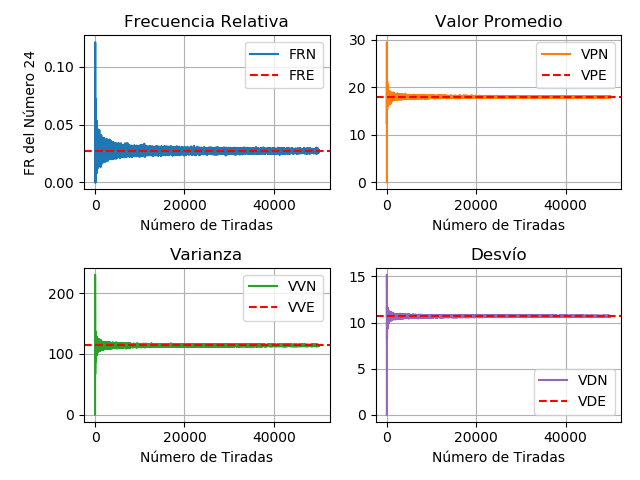 Frecuencia Relativa
FR del Número 24
0.10
0.05
0.00
FRN
FRE
0
20000
40000
Número de Tiradas
Valor Promedio
30
20
10
0
VPN
VPE
0
20000
40000
Número de Tiradas
Varianza
200
100
0
VVN
VVE
0
20000
40000
Número de Tiradas
Desvío
15
10
5
0
VDN
VDE
0
20000
40000
Número de Tiradas